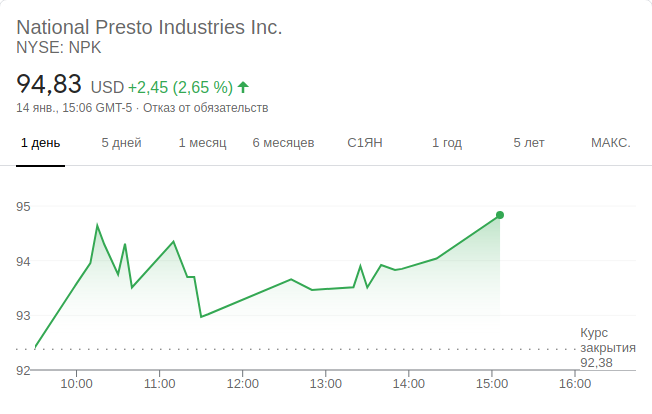 National Presto Industries Inc.
NYSE: NPK
94,83 USD +2,45 (2,65 %)
14 янв., 15:06 GMT-5 · Отказ от обязательств
1 день 5 дней 1 месяц 6 месяцев С1ЯН 1 год 5 лет МАКС.
95
94
93
92
Курс
закрытия
92,38
10:00 11:00 12:00 13:00 14:00 15:00 16:00